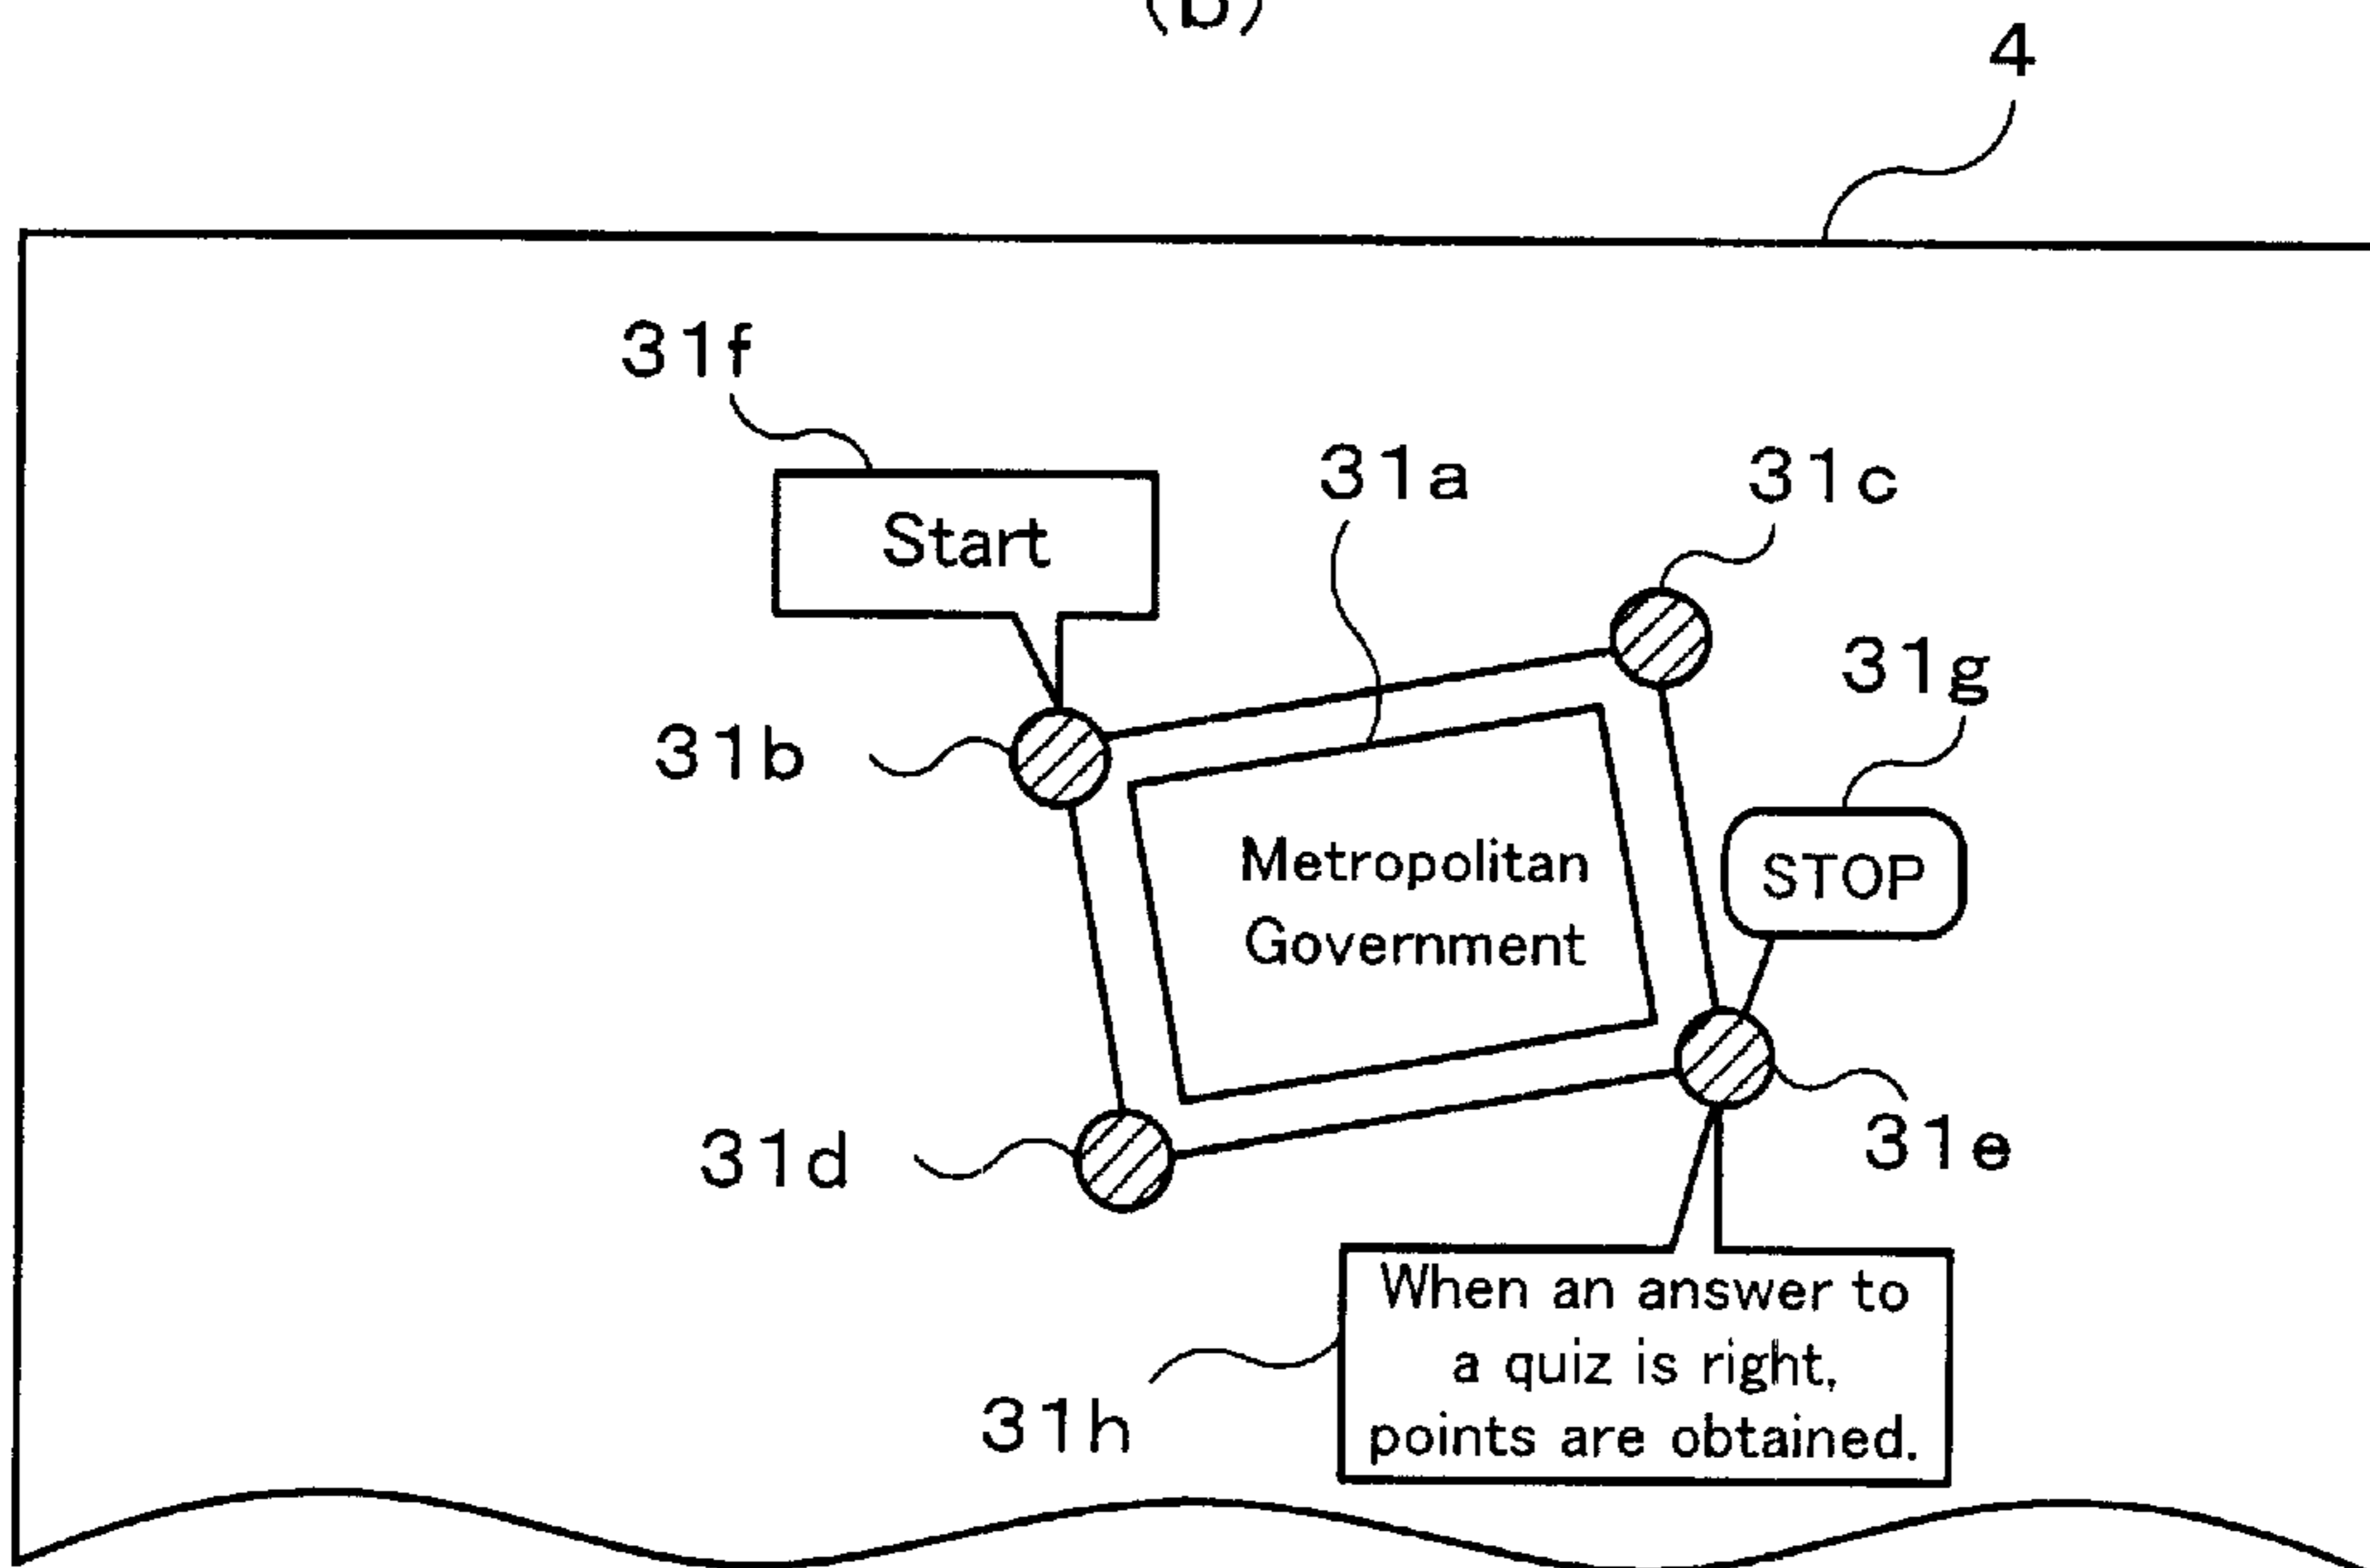 (b)
4
31f
31a
31c
Start
31g
31b
Metropolitan
Government
STOP
31d
31e
When an answer to
a quiz is right,
points are obtained.
31h